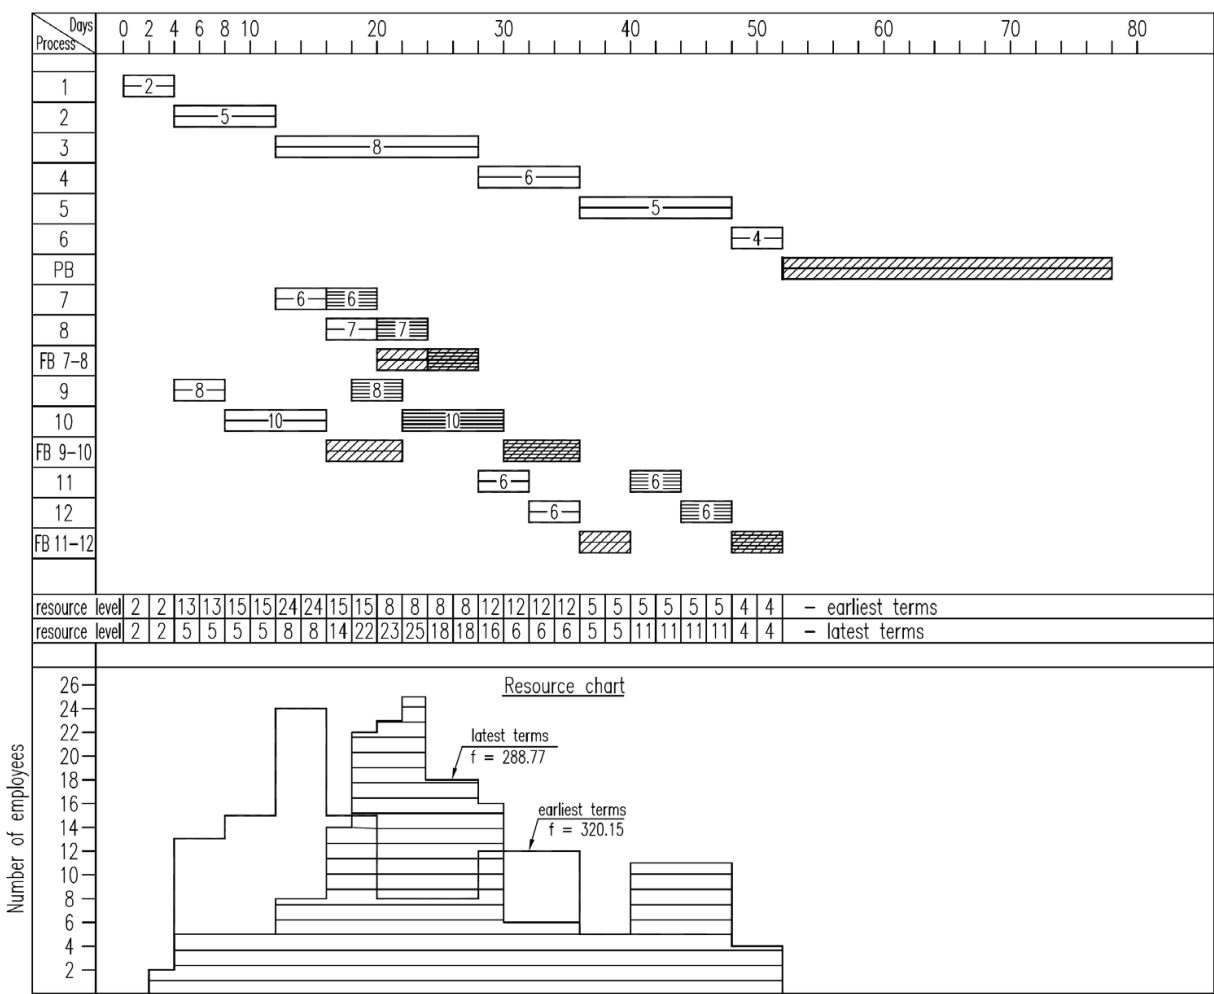 Days
Process
0 2 4 6 8 10 20 30 40 50 60 70 80
1 2
2 5
3 8
4 6
5 5
6 4
PB
7 6 6
8 7 7
FB 7-8
9 8 8
10 10 10
FB 9-10
11 6 6
12 6 6
FB 11-12
resource level 2 2 13 13 15 15 24 24 15 15 8 8 8 8 12 12 12 12 5 5 5 5 5 5 4 4 - earliest terms
resource level 2 2 5 5 5 5 8 8 14 22 23 25 18 18 16 6 6 6 5 5 11 11 11 11 4 4 - latest terms
Resource chart
Number of employees
26
24
22
20
18
16
14
12
10
8
6
4
2
latest terms
f = 288.77
earliest terms
f = 320.15